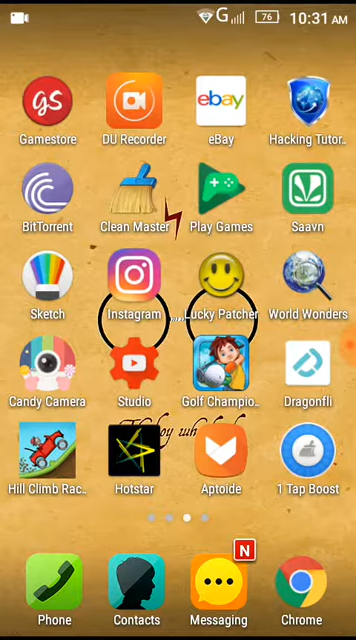 G 76 10:31 AM
gs
ebay
Gamestore DU Recorder eBay Hacking Tutor..
BitTorrent Clean Master Play Games Saavn
Sketch Instagram Lucky Patcher World Wonders
Candy Camera Studio Golf Champio.. Dragonfli
Hill Climb Rac.. Hotstar Aptoide 1 Tap Boost
N
Phone Contacts Messaging Chrome